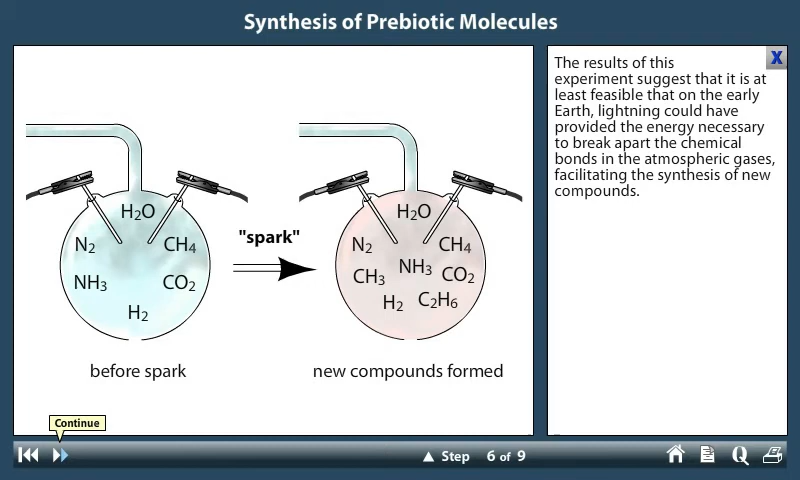 Synthesis of Prebiotic Molecules
H2O
N2
CH4
NH3
CO2
H2
before spark
"spark"
H2O
N2
CH4
CH3
NH3
CO2
H2
C2H6
new compounds formed
X
The results of this
experiment suggest that it is at
least feasible that on the early
Earth, lightning could have
provided the energy necessary
to break apart the chemical
bonds in the atmospheric gases,
facilitating the synthesis of new
compounds.
Continue
Step 6 of 9
Q